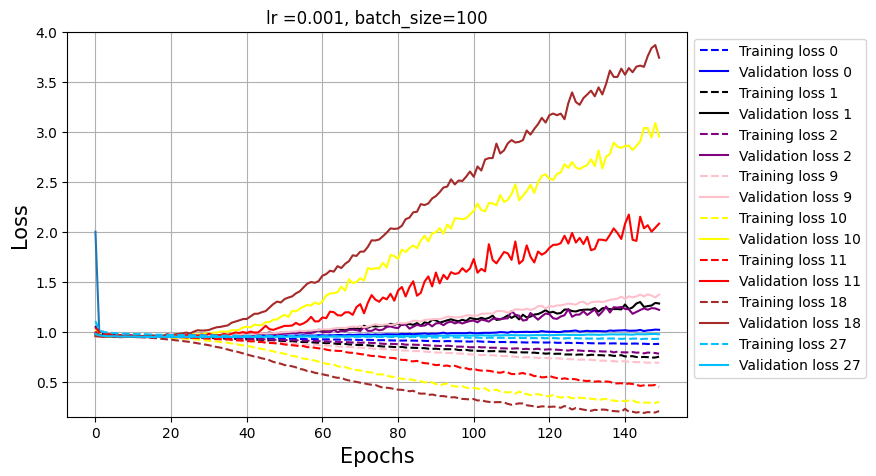 lr =0.001, batch_size=100
4.0
3.5
3.0
2.5
2.0
1.5
1.0
0.5
Loss
0 20 40 60 80 100 120 140
Epochs
Training loss 0
Validation loss 0
Training loss 1
Validation loss 1
Training loss 2
Validation loss 2
Training loss 9
Validation loss 9
Training loss 10
Validation loss 10
Training loss 11
Validation loss 11
Training loss 18
Validation loss 18
Training loss 27
Validation loss 27